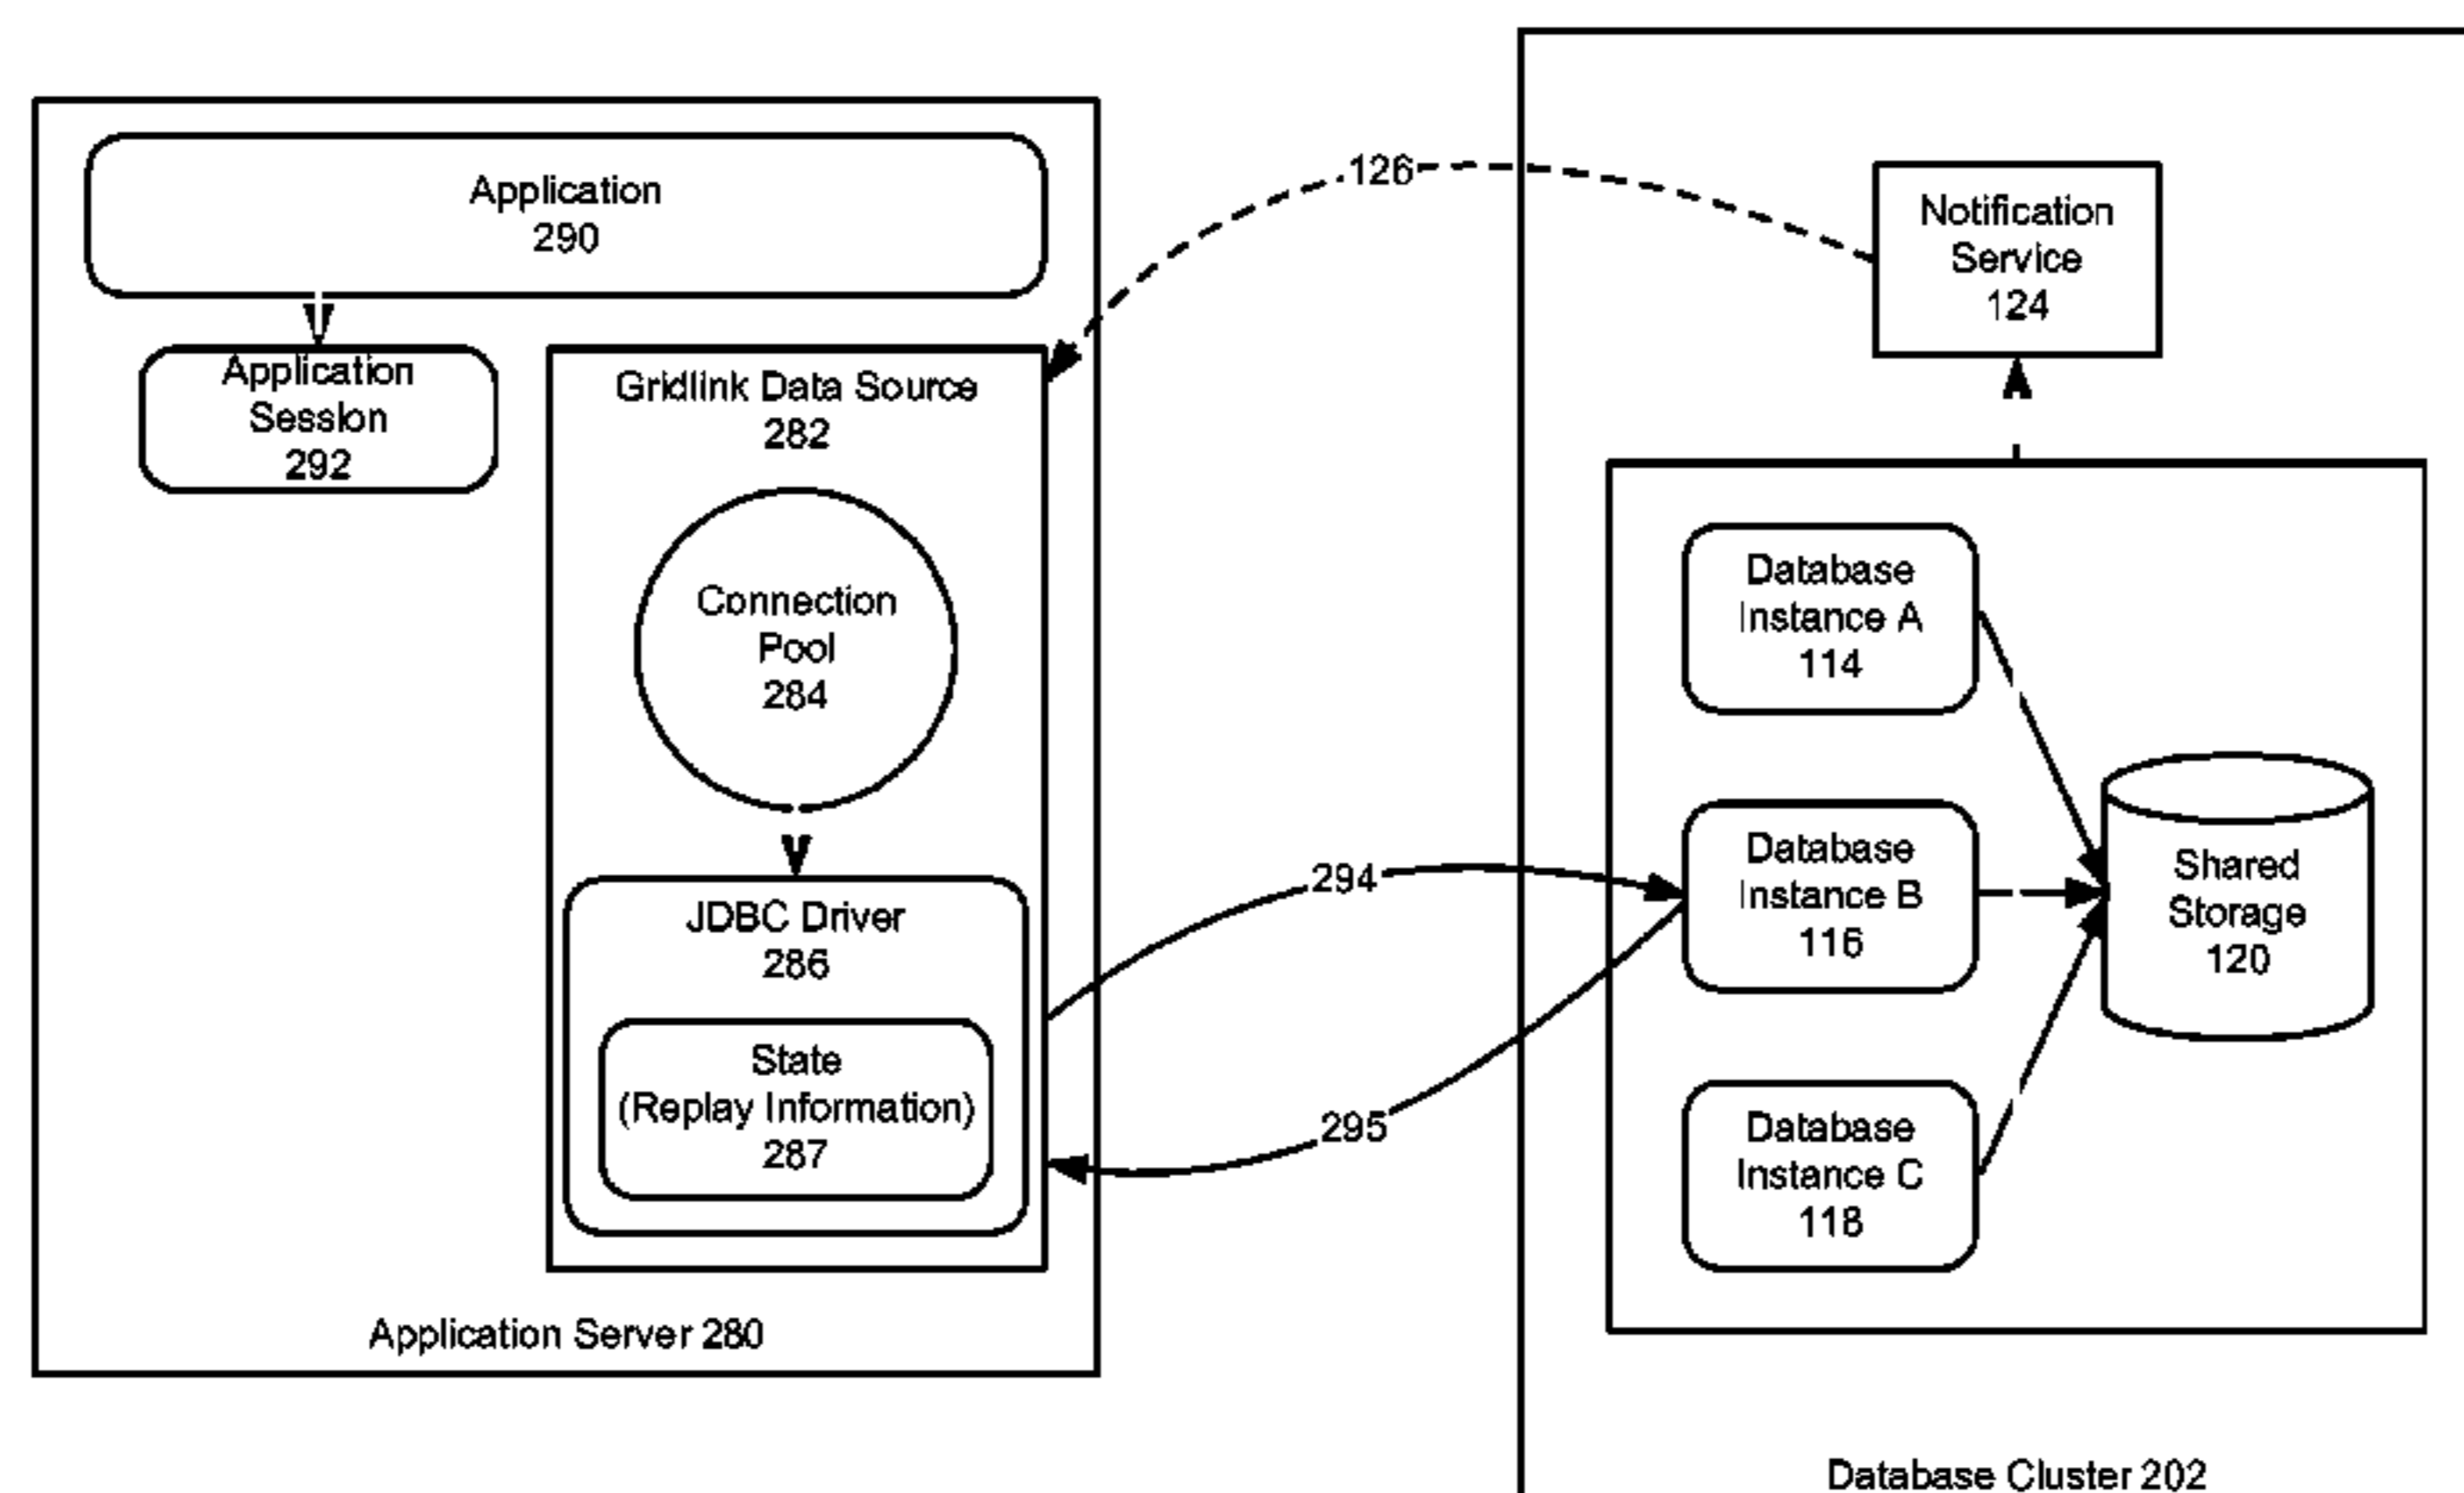 Application
290
Application
Session
292
Gridlink Data Source
282
Connection
Pool
284
JDBC Driver
286
State
(Replay Information)
287
Application Server 280
126
294
295
Notification
Service
124
Database
Instance A
114
Database
Instance B
116
Database
Instance C
118
Shared
Storage
120
Database Cluster 202